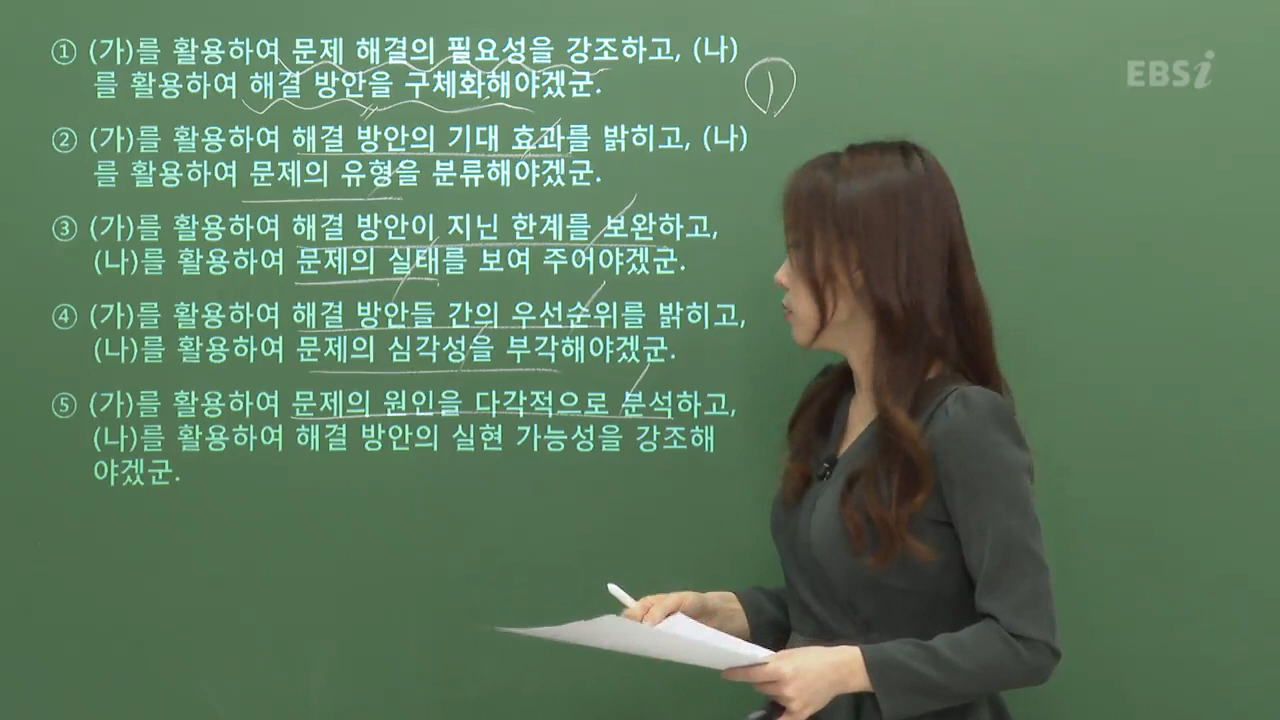 ① (가)를 활용하여 문제 해결의 필요성을 강조하고, (나)
를 활용하여 해결 방안을 구체화해야겠군.
② (가)를 활용하여 해결 방안의 기대 효과를 밝히고, (나)
를 활용하여 문제의 유형을 분류해야겠군.
③ (가)를 활용하여 해결 방안이 지닌 한계를 보완하고,
(나)를 활용하여 문제의 실태를 보여 주어야겠군.
④ (가)를 활용하여 해결 방안들 간의 우선순위를 밝히고,
(나)를 활용하여 문제의 심각성을 부각해야겠군.
⑤ (가)를 활용하여 문제의 원인을 다각적으로 분석하고,
(나)를 활용하여 해결 방안의 실현 가능성을 강조해
야겠군.
EBSi